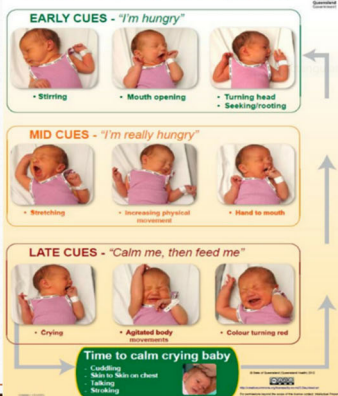 Queensland
Government
EARLY CUES - “I’m hungry”
• Stirring
• Mouth opening
• Turning head
• Seeking/rooting
MID CUES - “I’m really hungry”
• Stretching
• Increasing physical
movement
• Hand to mouth
LATE CUES - “Calm me, then feed me”
• Crying
• Agitated body
movements
• Colour turning red
Time to calm crying baby
- Cuddling
- Skin to Skin on chest
- Talking
- Stroking